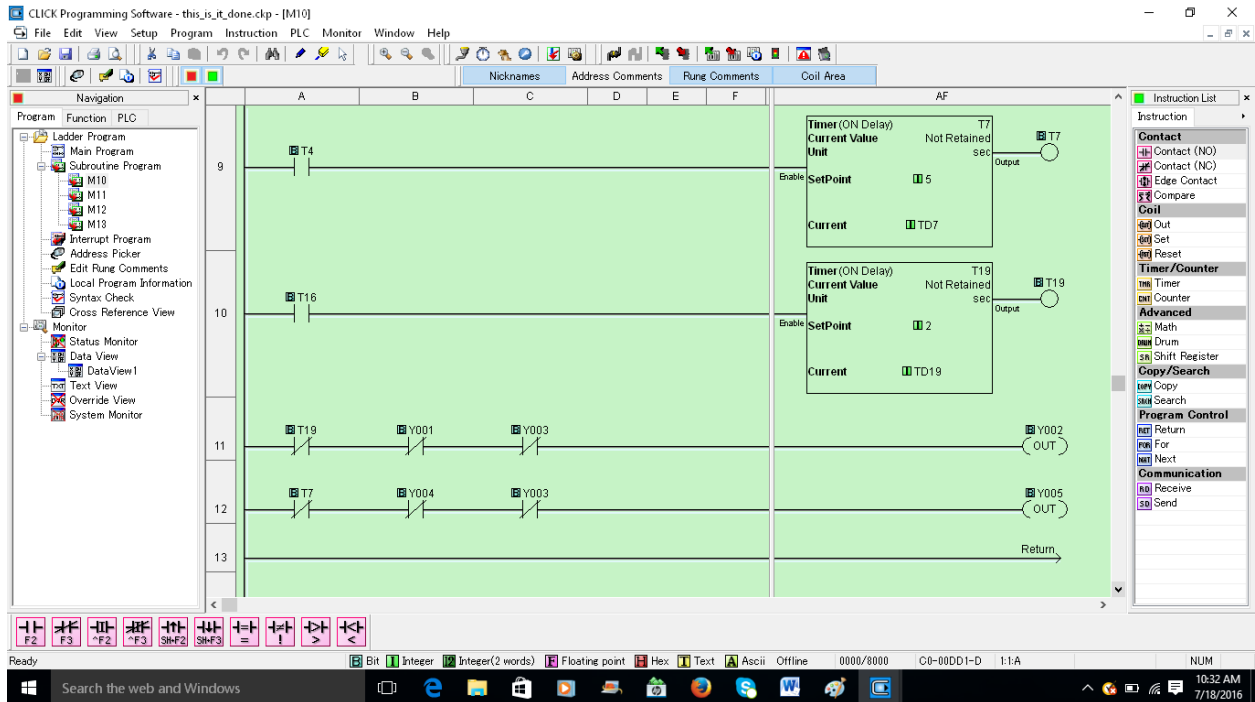 CLICK Programming Software - this_is_it_done.ckp - [M10]
File Edit View Setup Program Instruction PLC Monitor Window Help
Nicknames Address Comments Rung Comments Coil Area
Navigation
Program Function PLC
Ladder Program
Main Program
Subroutine Program
M10
M11
M12
M13
Interrupt Program
Address Picker
Edit Rung Comments
Local Program Information
Syntax Check
Cross Reference View
Monitor
Status Monitor
Data View
DataView1
Text View
Override View
System Monitor
A B C D E F AF
9
T4
Timer (ON Delay) T7
Current Value Not Retained
Unit sec
Enable SetPoint 5
Current TD7
Output
T7
10
T16
Timer (ON Delay) T19
Current Value Not Retained
Unit sec
Enable SetPoint 2
Current TD19
Output
T19
11
T19 Y001 Y003 Y002
OUT
12
T7 Y004 Y003 Y005
OUT
13
Return
Instruction List
Instruction
Contact
Contact (NO)
Contact (NC)
Edge Contact
Compare
Coil
Out
Set
Reset
Timer/Counter
Timer
Counter
Advanced
Math
Drum
Shift Register
Copy/Search
Copy
Search
Program Control
Return
For
Next
Communication
Receive
Send
F2 F3 ^F2 ^F3 SH+F2 SH+F3 = ! > <
Ready B Bit I Integer I2 Integer(2 words) F Floating point H Hex T Text A Ascii Offline 0000/8000 C0-00DD1-D 1:1:A NUM
Search the web and Windows
10:32 AM
7/18/2016